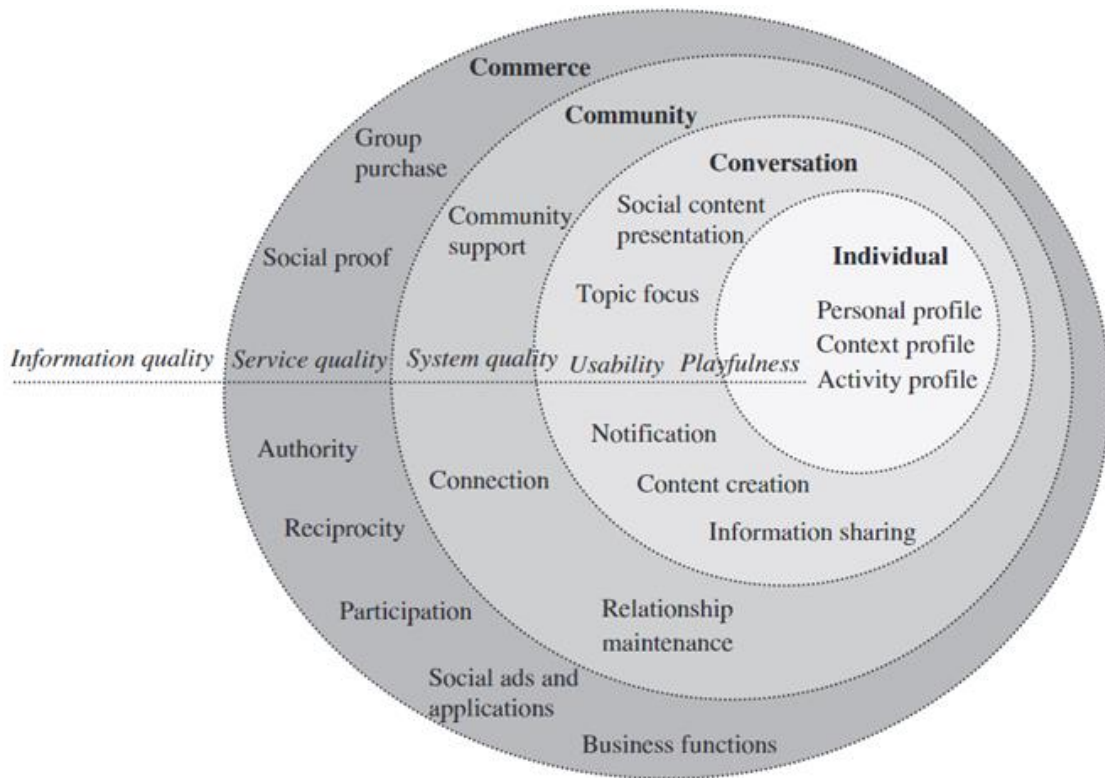 Commerce
Community
Group
purchase
Conversation
Social content
presentation
Community
support
Social proof
Individual
Topic focus
Personal profile
Context profile
Activity profile
Information quality
Service quality
System quality
Usability
Playfulness
Notification
Authority
Connection
Content creation
Reciprocity
Information sharing
Participation
Relationship
maintenance
Social ads and
applications
Business functions